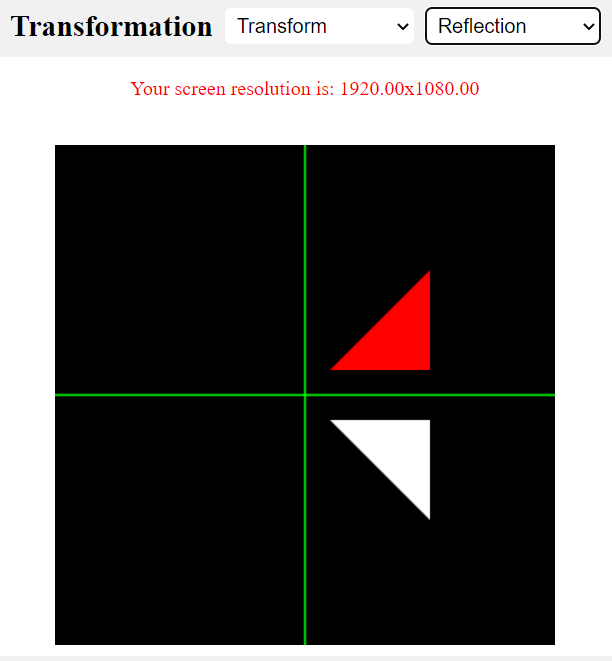 Transformation Transform Reflection
Your screen resolution is: 1920.00x1080.00